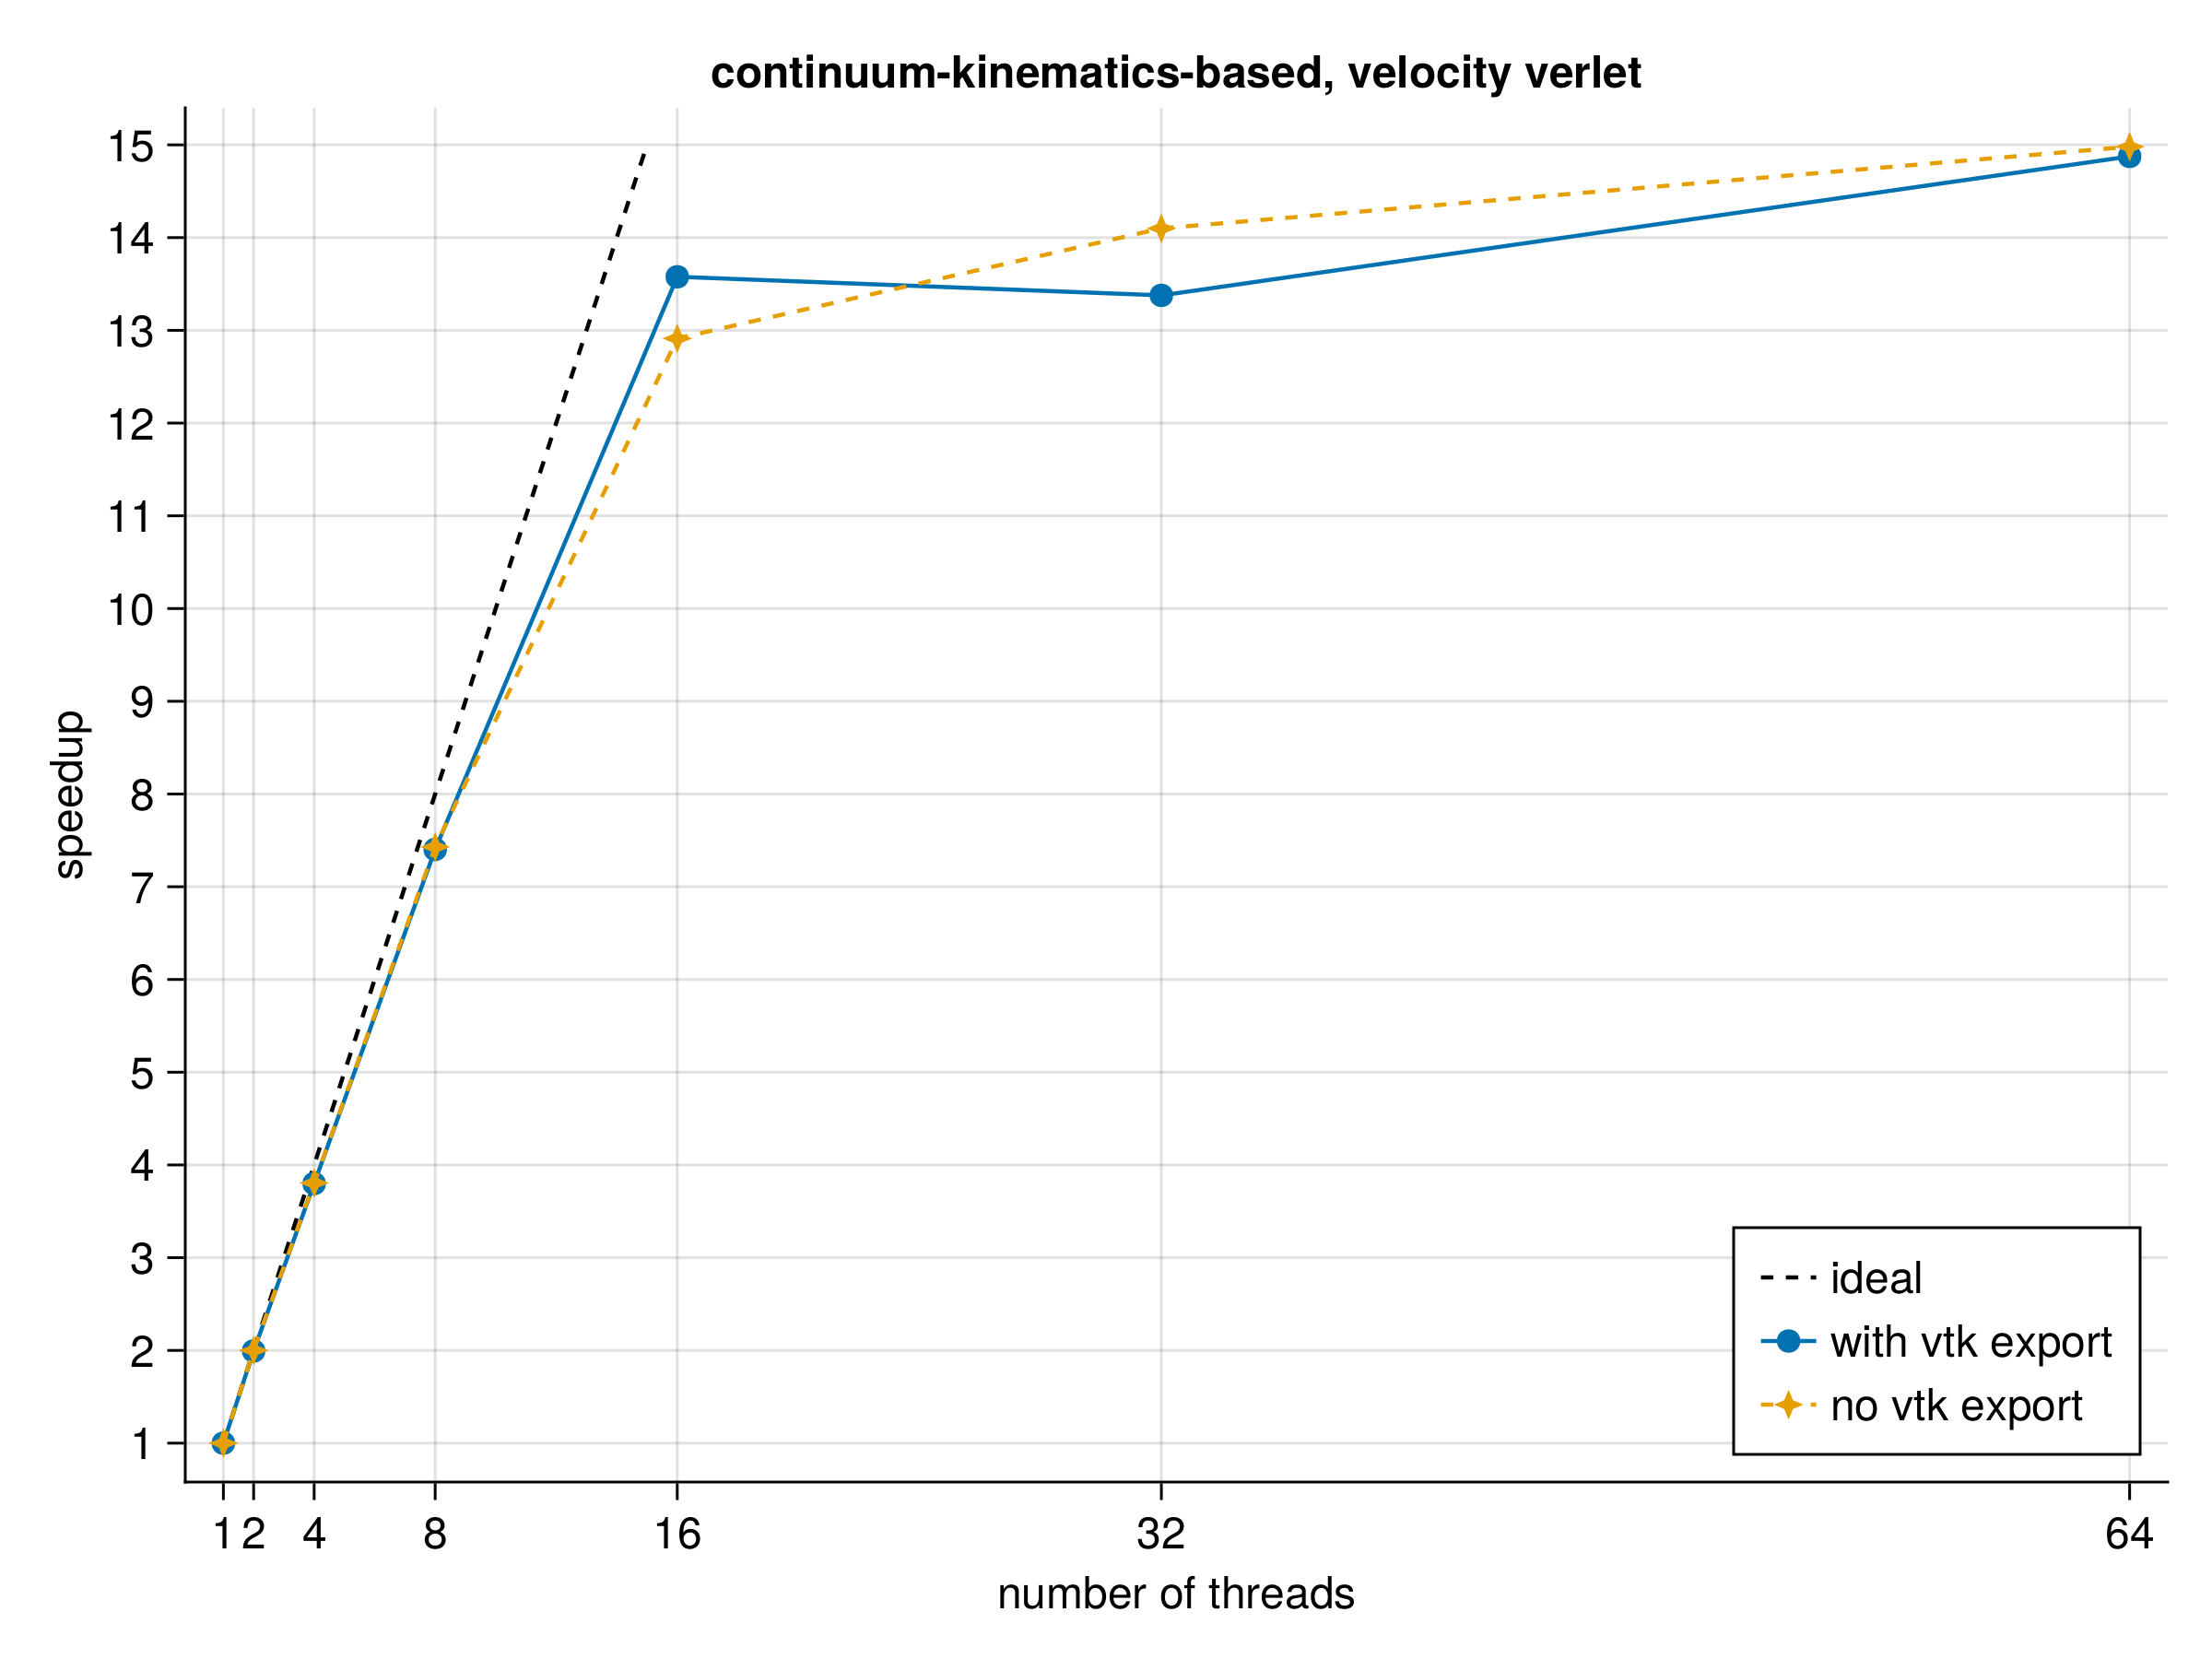 continuum-kinematics-based, velocity verlet
15
14
13
12
11
10
9
8
7
6
5
4
3
2
1
speedup
ideal
with vtk export
no vtk export
1 2 4 8 16 32 64
number of threads